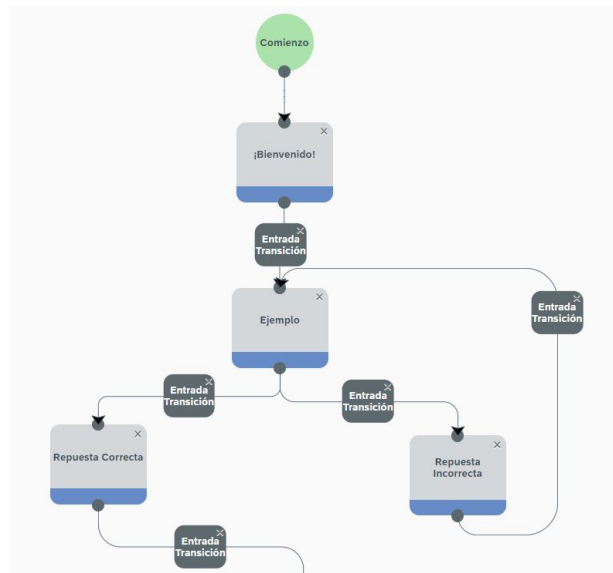 Comienzo
¡Bienvenido!
Entrada
Transición
Ejemplo
Entrada
Transición
Entrada
Transición
Entrada
Transición
Repuesta Correcta
Repuesta
Incorrecta
Entrada
Transición